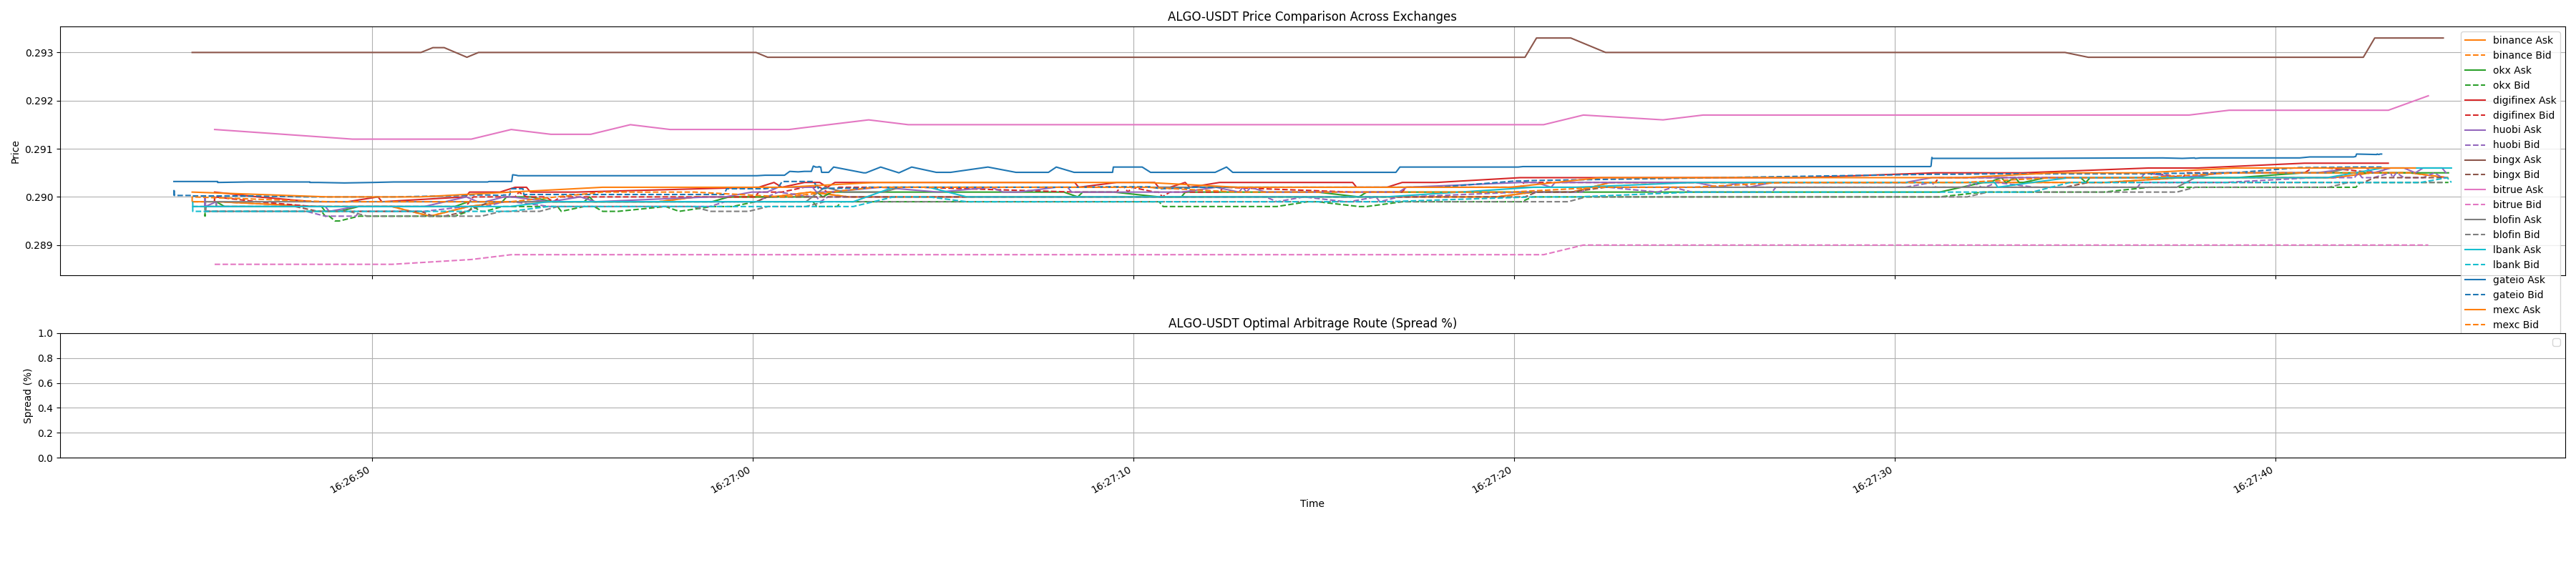 ALGO-USDT Price Comparison Across Exchanges
Price
0.293
0.292
0.291
0.290
0.289
binance Ask
binance Bid
okx Ask
okx Bid
digifinex Ask
digifinex Bid
huobi Ask
huobi Bid
bingx Ask
bingx Bid
bitrue Ask
bitrue Bid
blofin Ask
blofin Bid
lbank Ask
lbank Bid
gateio Ask
gateio Bid
mexc Ask
mexc Bid
ALGO-USDT Optimal Arbitrage Route (Spread %)
Spread (%)
1.0
0.8
0.6
0.4
0.2
0.0
16:26:50
16:27:00
16:27:10
16:27:20
16:27:30
16:27:40
Time